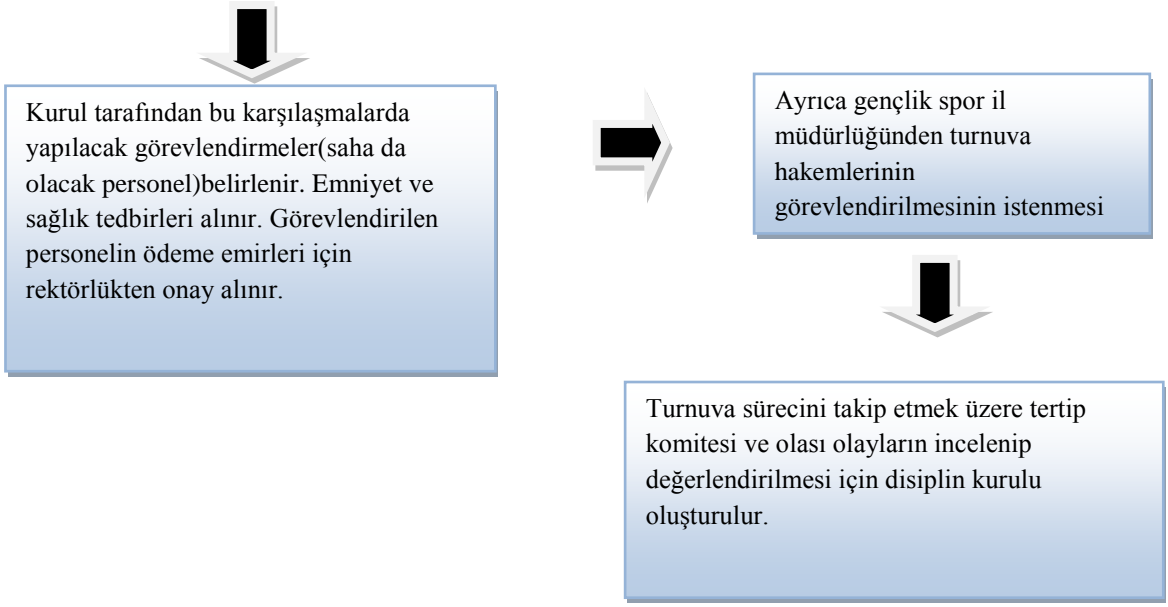 Kurul tarafından bu karşılaşmalarda
yapılacak görevlendirmeler(saha da
olacak personel)belirlenir. Emniyet ve
sağlık tedbirleri alınır. Görevlendirilen
personelin ödeme emirleri için
rektörlükten onay alınır.
Ayrıca gençlik spor il
müdürlüğünden turnuva
hakemlerinin
görevlendirilmesinin istenmesi
Turnuva sürecini takip etmek üzere tertip
komitesi ve olası olayların incelenip
değerlendirilmesi için disiplin kurulu
oluşturulur.